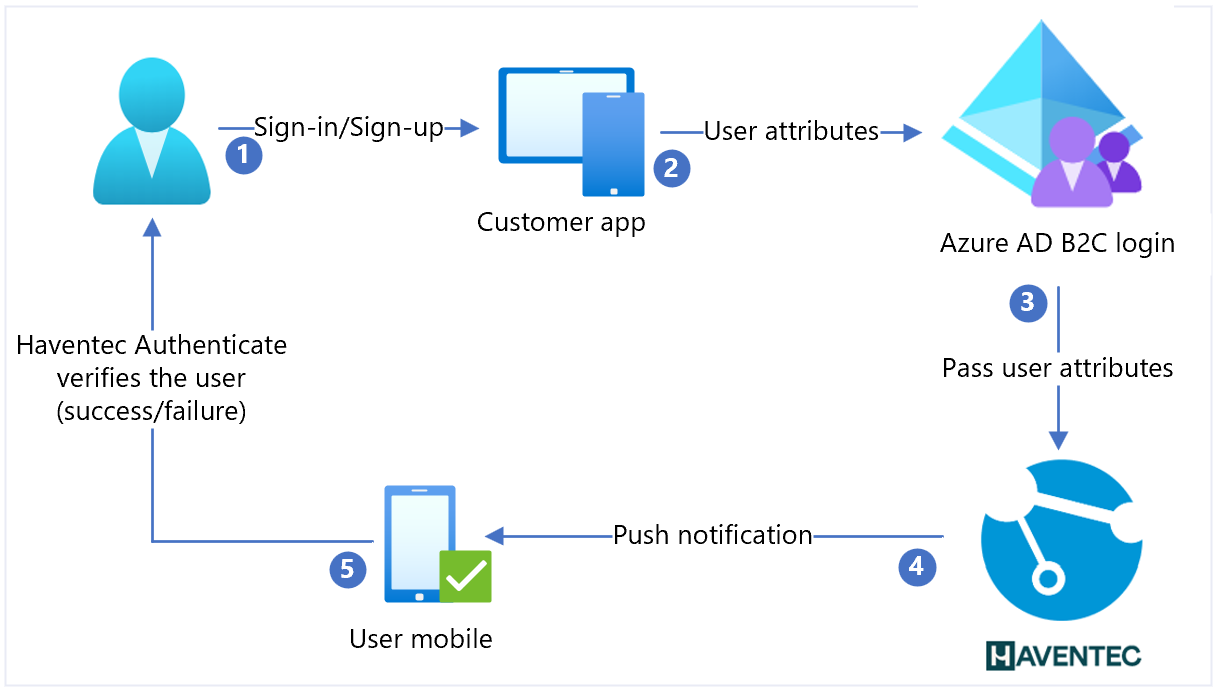 Sign-in/Sign-up
1
User attributes
2
Customer app
Azure AD B2C login
3
Pass user attributes
Haventec Authenticate
verifies the user
(success/failure)
Push notification
4
5
User mobile
HAVENTEC